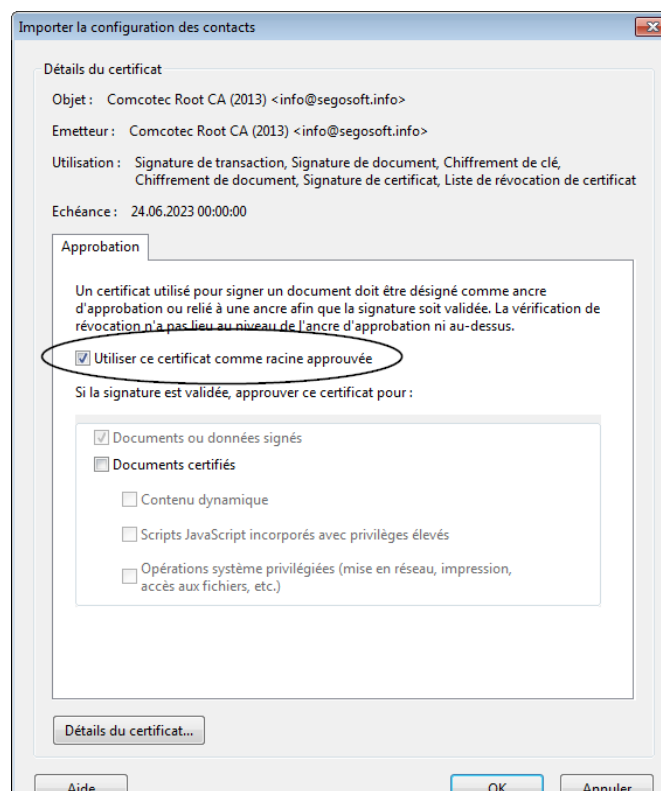 Importer la configuration des contacts
Détails du certificat
Objet : Comcotec Root CA (2013) <info@segosoft.info>
Emetteur : Comcotec Root CA (2013) <info@segosoft.info>
Utilisation : Signature de transaction, Signature de document, Chiffrement de clé,
Chiffrement de document, Signature de certificat, Liste de révocation de certificat
Echéance : 24.06.2023 00:00:00
Approbation
Un certificat utilisé pour signer un document doit être désigné comme ancre
d'approbation ou relié à une ancre afin que la signature soit validée. La vérification de
révocation n'a pas lieu au niveau de l'ancre d'approbation ni au-dessus.
Utiliser ce certificat comme racine approuvée
Si la signature est validée, approuver ce certificat pour :
Documents ou données signés
Documents certifiés
Contenu dynamique
Scripts JavaScript incorporés avec privilèges élevés
Opérations système privilégiées (mise en réseau, impression,
accès aux fichiers, etc.)
Détails du certificat...
Aide OK Annuler